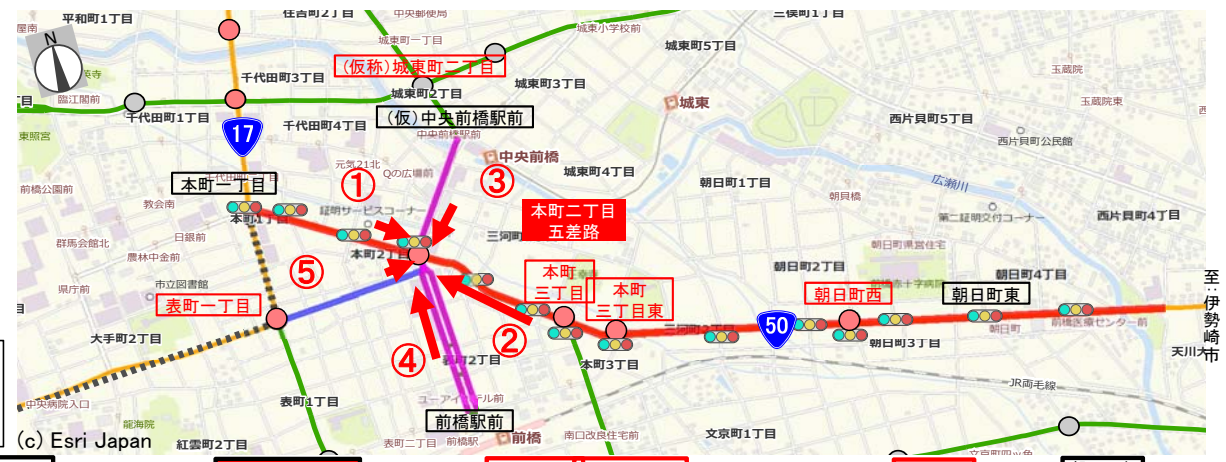 平和町1丁目
住吉町2丁目
中央郵便局
三俣町1丁目
城東小学校前
城東町一丁目
城東町5丁目
N
千代田町3丁目
(仮称)城東町二丁目
城東町3丁目
玉蔵院
臨江閣前
城東町2丁目
城東
玉蔵院東
千代田町1丁目
(仮)中央前橋駅前
西片貝町5丁目
17
千代田町4丁目
中央前橋駅前
西片貝町公民館
元気21北
Qの広場前
中央前橋
前橋公園前
本町一丁目
①
③
城東町4丁目
朝日町1丁目
広瀬川
朝貝橋
教会南
証明サービスコーナー
本町二丁目
五差路
第二証明交付コーナー
西片貝町4丁目
本町1丁目
日銀前
群馬会館北
農林中金前
本町2丁目
朝日町県営住宅
⑤
本町
三丁目
本町
三丁目東
朝日町2丁目
朝日町4丁目
県庁前
市立図書館
表町一丁目
朝日町西
朝日町東
至:伊勢崎市
50
前橋医療センター前
朝日町
大手町2丁目
②
④
三河町2丁目
朝日町3丁目
表町2丁目
本町3丁目
JR両毛線
中央病院入口
表町1丁目
前橋駅前
龍海院
文京町1丁目
(c) Esri Japan
紅雲町2丁目
表町二丁目
前橋駅
前橋
南口改良住宅前